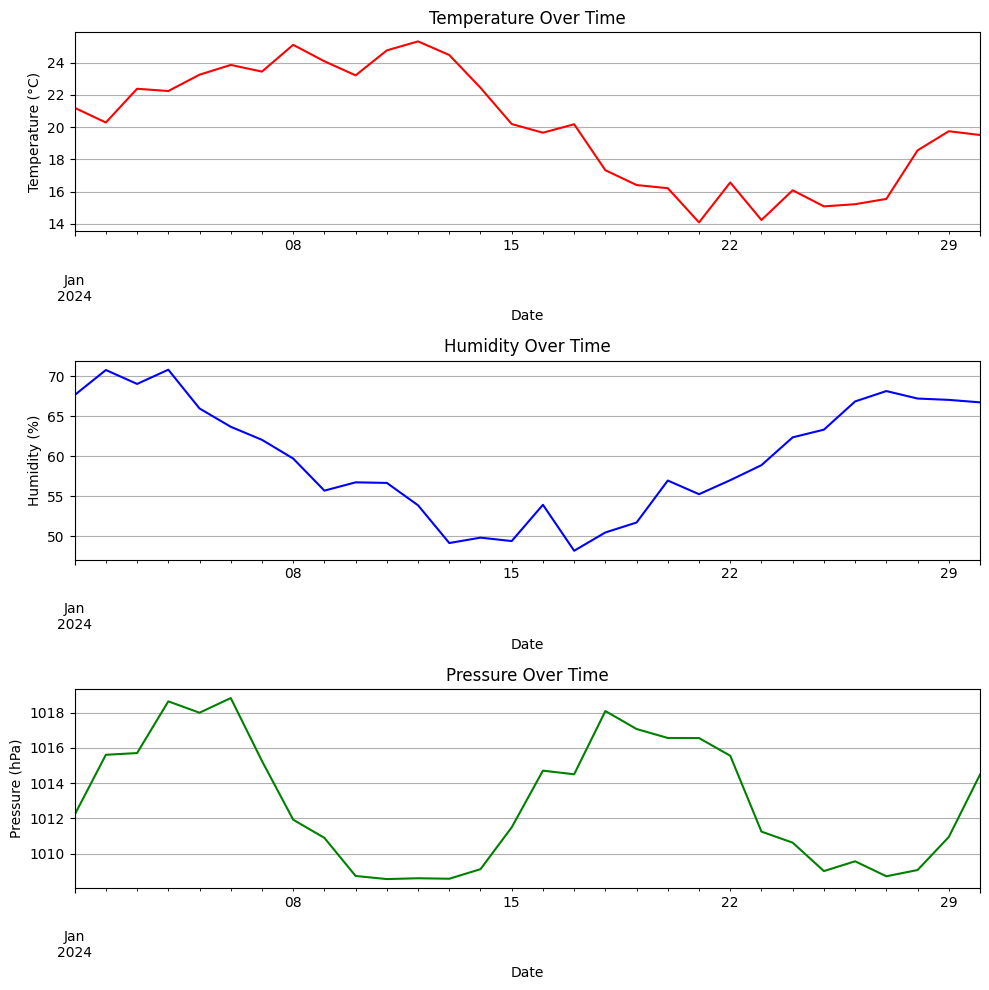 Temperature Over Time
Temperature (°C)
24
22
20
18
16
14
08 15 22 29
Jan
2024
Date
Humidity Over Time
Humidity (%)
70
65
60
55
50
08 15 22 29
Jan
2024
Date
Pressure Over Time
Pressure (hPa)
1018
1016
1014
1012
1010
08 15 22 29
Jan
2024
Date